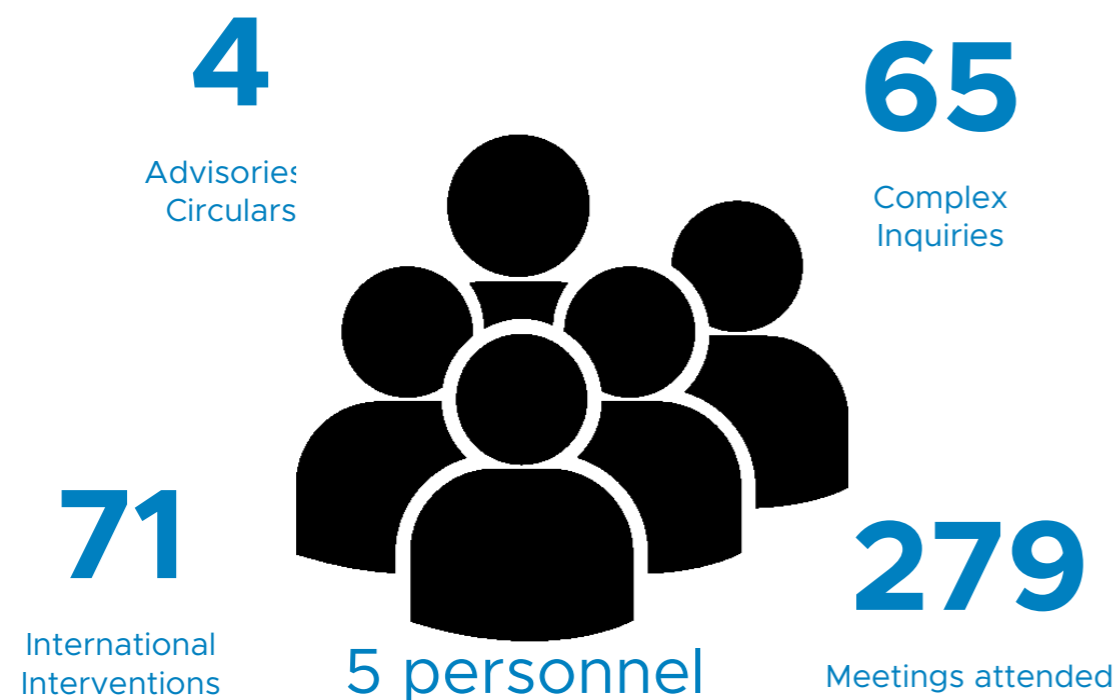 4
Advisories
Circulars
65
Complex
Inquiries
71
International
Interventions
5 personnel
279
Meetings attended